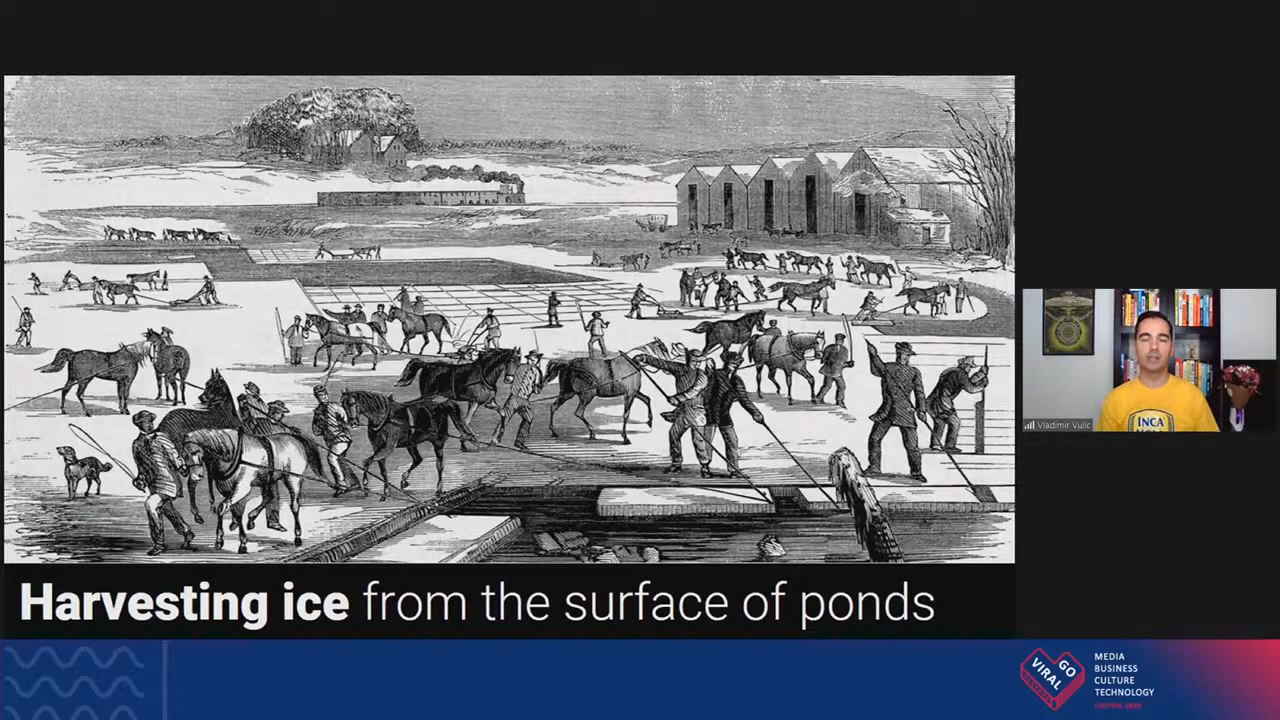 Harvesting ice from the surface of ponds
Vladimir Vulic
INCA
VIRAL
GO
MEDIA
BUSINESS
CULTURE
TECHNOLOGY